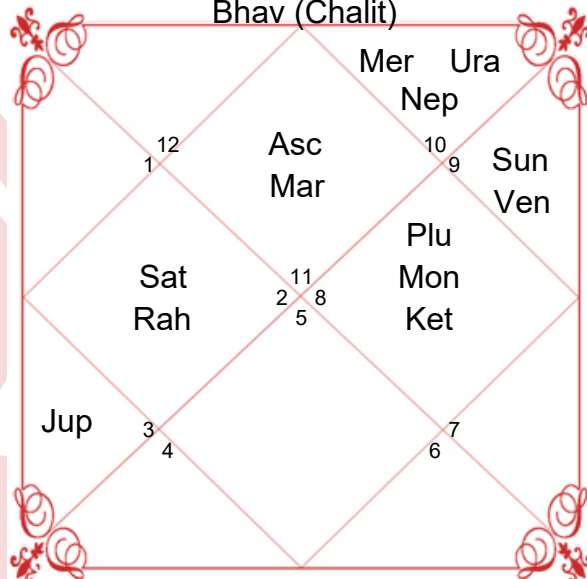 Bhav (Chalit)
Mer Ura
Nep
12
1
Asc
Mar
10
9
Sun
Ven
Sat
Rah
11
2 8
5
Plu
Mon
Ket
Jup
3
4
7
6